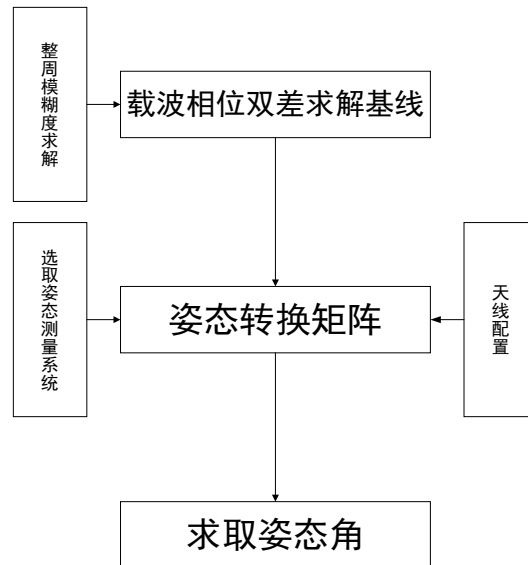 整周模糊度求解
载波相位双差求解基线
选取姿态测量系统
姿态转换矩阵
天线配置
求取姿态角